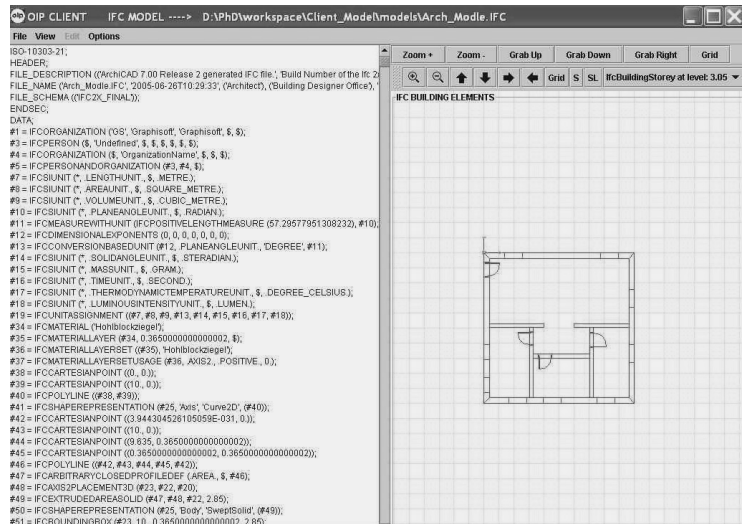 OIP CLIENT IFC MODEL ----> D:\PhD\workspace\Client_Model\models\Arch_Modle.IFC
File View Edit Options
ISO-10303-21;
HEADER;
FILE_DESCRIPTION (('ArchiCAD 7.00 Release 2 generated IFC file.', 'Build Number of the Ifc 2x
FILE_NAME ('Arch_Modle.IFC', '2005-06-26T10:29:33', ('Architect'), ('Building Designer Office'), '
FILE_SCHEMA (('IFC2X_FINAL'));
ENDSEC;
DATA;
#1 = IFCORGANIZATION ('GS', 'Graphisoft', 'Graphisoft', $, $);
#3 = IFCPERSON ($, 'Undefined', $, $, $, $, $, $);
#4 = IFCORGANIZATION ($, 'OrganizationName', $, $, $);
#5 = IFCPERSONANDORGANIZATION (#3, #4, $);
#7 = IFCSIUNIT (*, .LENGTHUNIT., $, .METRE.);
#8 = IFCSIUNIT (*, .AREAUNIT., $, .SQUARE_METRE.);
#9 = IFCSIUNIT (*, .VOLUMEUNIT., $, .CUBIC_METRE.);
#10 = IFCSIUNIT (*, .PLANEANGLEUNIT., $, .RADIAN.);
#11 = IFCMEASUREWITHUNIT (IFCPOSITIVELENGTHMEASURE (57.29577951308232), #10);
#12 = IFCDIMENSIONALEXPONENTS (0, 0, 0, 0, 0, 0, 0);
#13 = IFCCONVERSIONBASEDUNIT (#12, .PLANEANGLEUNIT., 'DEGREE', #11);
#14 = IFCSIUNIT (*, .SOLIDANGLEUNIT., $, .STERADIAN.);
#15 = IFCSIUNIT (*, .MASSUNIT., $, .GRAM.);
#16 = IFCSIUNIT (*, .TIMEUNIT., $, .SECOND.);
#17 = IFCSIUNIT (*, .THERMODYNAMICTEMPERATUREUNIT., $, .DEGREE_CELSIUS.);
#18 = IFCSIUNIT (*, .LUMINOUSINTENSITYUNIT., $, .LUMEN.);
#19 = IFCUNITASSIGNMENT ((#7, #8, #9, #13, #14, #15, #16, #17, #18));
#34 = IFCMATERIAL ('Hohlblockziegel');
#35 = IFCMATERIALLAYER (#34, 0.3650000000000002, $);
#36 = IFCMATERIALLAYERSET ((#35), 'Hohlblockziegel');
#37 = IFCMATERIALLAYERSETUSAGE (#36, .AXIS2., .POSITIVE., 0.);
#38 = IFCCARTESIANPOINT ((0., 0.));
#39 = IFCCARTESIANPOINT ((10., 0.));
#40 = IFCPOLYLINE ((#38, #39));
#41 = IFCSHAPEREPRESENTATION (#25, 'Axis', 'Curve2D', (#40));
#42 = IFCCARTESIANPOINT ((3.944304526105059E-031, 0.));
#43 = IFCCARTESIANPOINT ((10., 0.));
#44 = IFCCARTESIANPOINT ((9.635, 0.3650000000000002));
#45 = IFCCARTESIANPOINT ((0.3650000000000002, 0.3650000000000002));
#46 = IFCPOLYLINE ((#42, #43, #44, #45, #42));
#47 = IFCARBITRARYCLOSEDPROFILEDEF (.AREA., $, #46);
#48 = IFCAXIS2PLACEMENT3D (#23, #22, #20);
#49 = IFCEXTRUDEDAREASOLID (#47, #48, #22, 2.85);
#50 = IFCSHAPEREPRESENTATION (#25, 'Body', 'SweptSolid', (#49));
#51 = IFCBOUNDINGBOX (#23, 10., 0.3650000000000002, 2.85);
Zoom + Zoom - Grab Up Grab Down Grab Right Grid
Grid S SL IfcBuildingStorey at level: 3.05
IFC BUILDING ELEMENTS